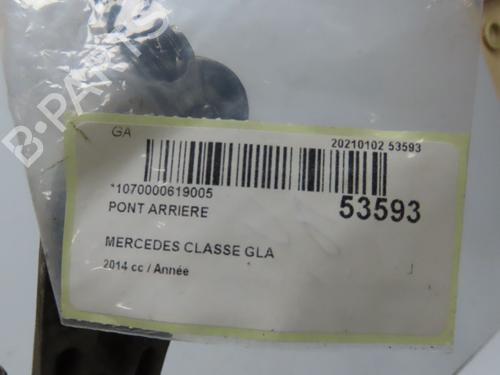 B-PARTS
GA
20210102 53593
*1070000619005
53593
PONT ARRIERE
MERCEDES CLASSE GLA
2014 cc / Année